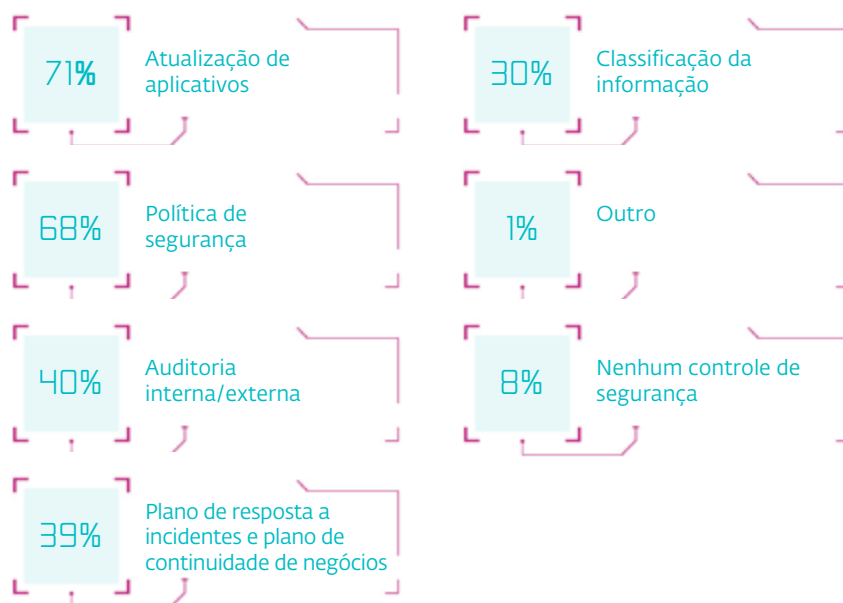 71%
Atualização de
aplicativos
68%
Política de
segurança
40%
Auditoria
interna/externa
39%
Plano de resposta a
incidentes e plano de
continuidade de negócios
30%
Classificação da
informação
1%
Outro
8%
Nenhum controle de
segurança